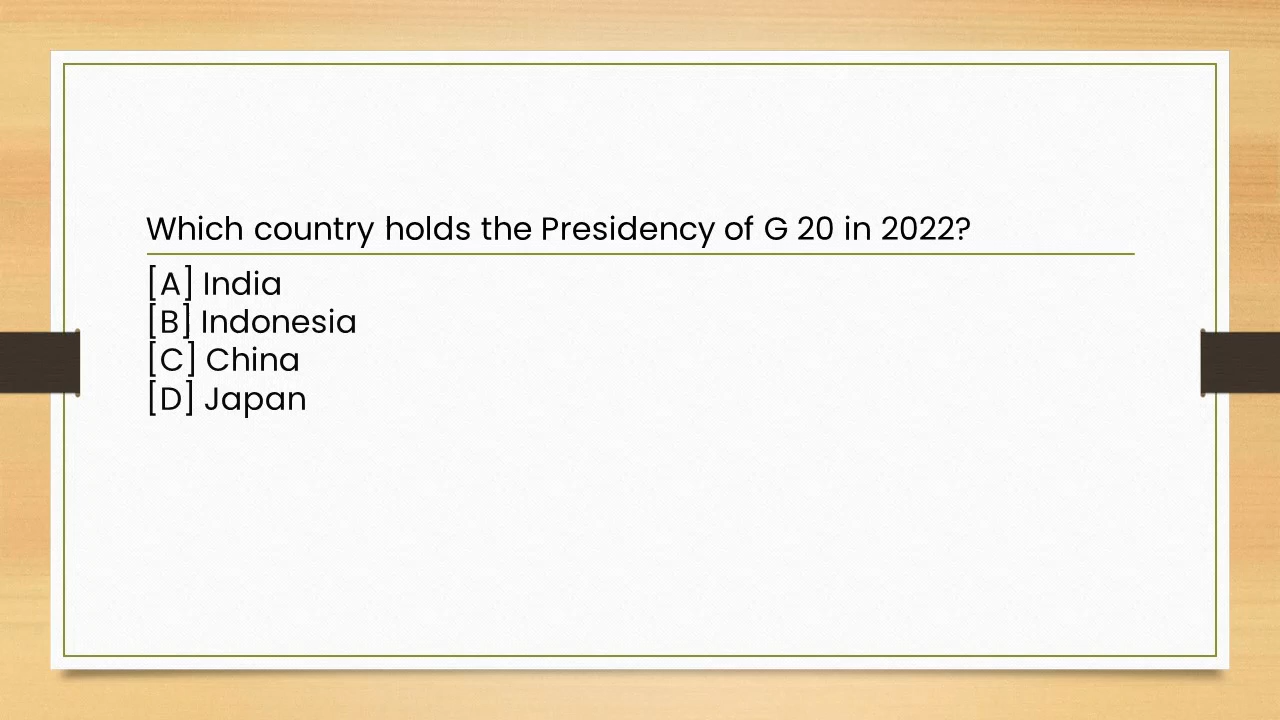 Which country holds the Presidency of G 20 in 2022?
[A] India
[B] Indonesia
[C] China
[D] Japan